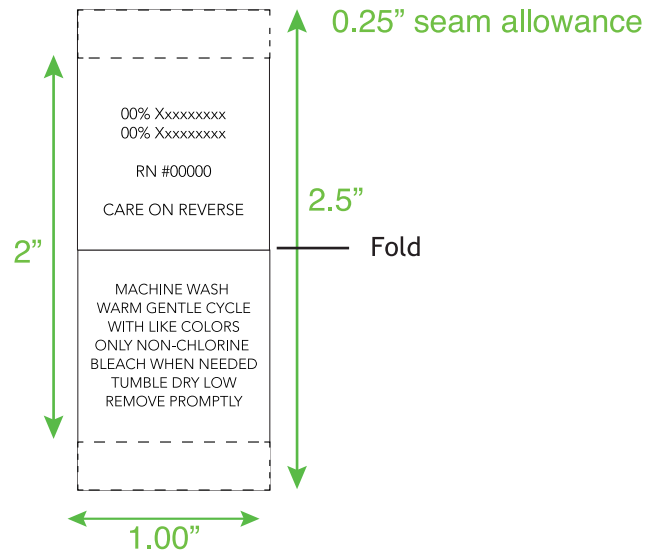 0.25” seam allowance
00% Xxxxxxxxx
00% Xxxxxxxxx
RN #00000
CARE ON REVERSE
2.5”
2”
Fold
MACHINE WASH
WARM GENTLE CYCLE
WITH LIKE COLORS
ONLY NON-CHLORINE
BLEACH WHEN NEEDED
TUMBLE DRY LOW
REMOVE PROMPTLY
1.00”